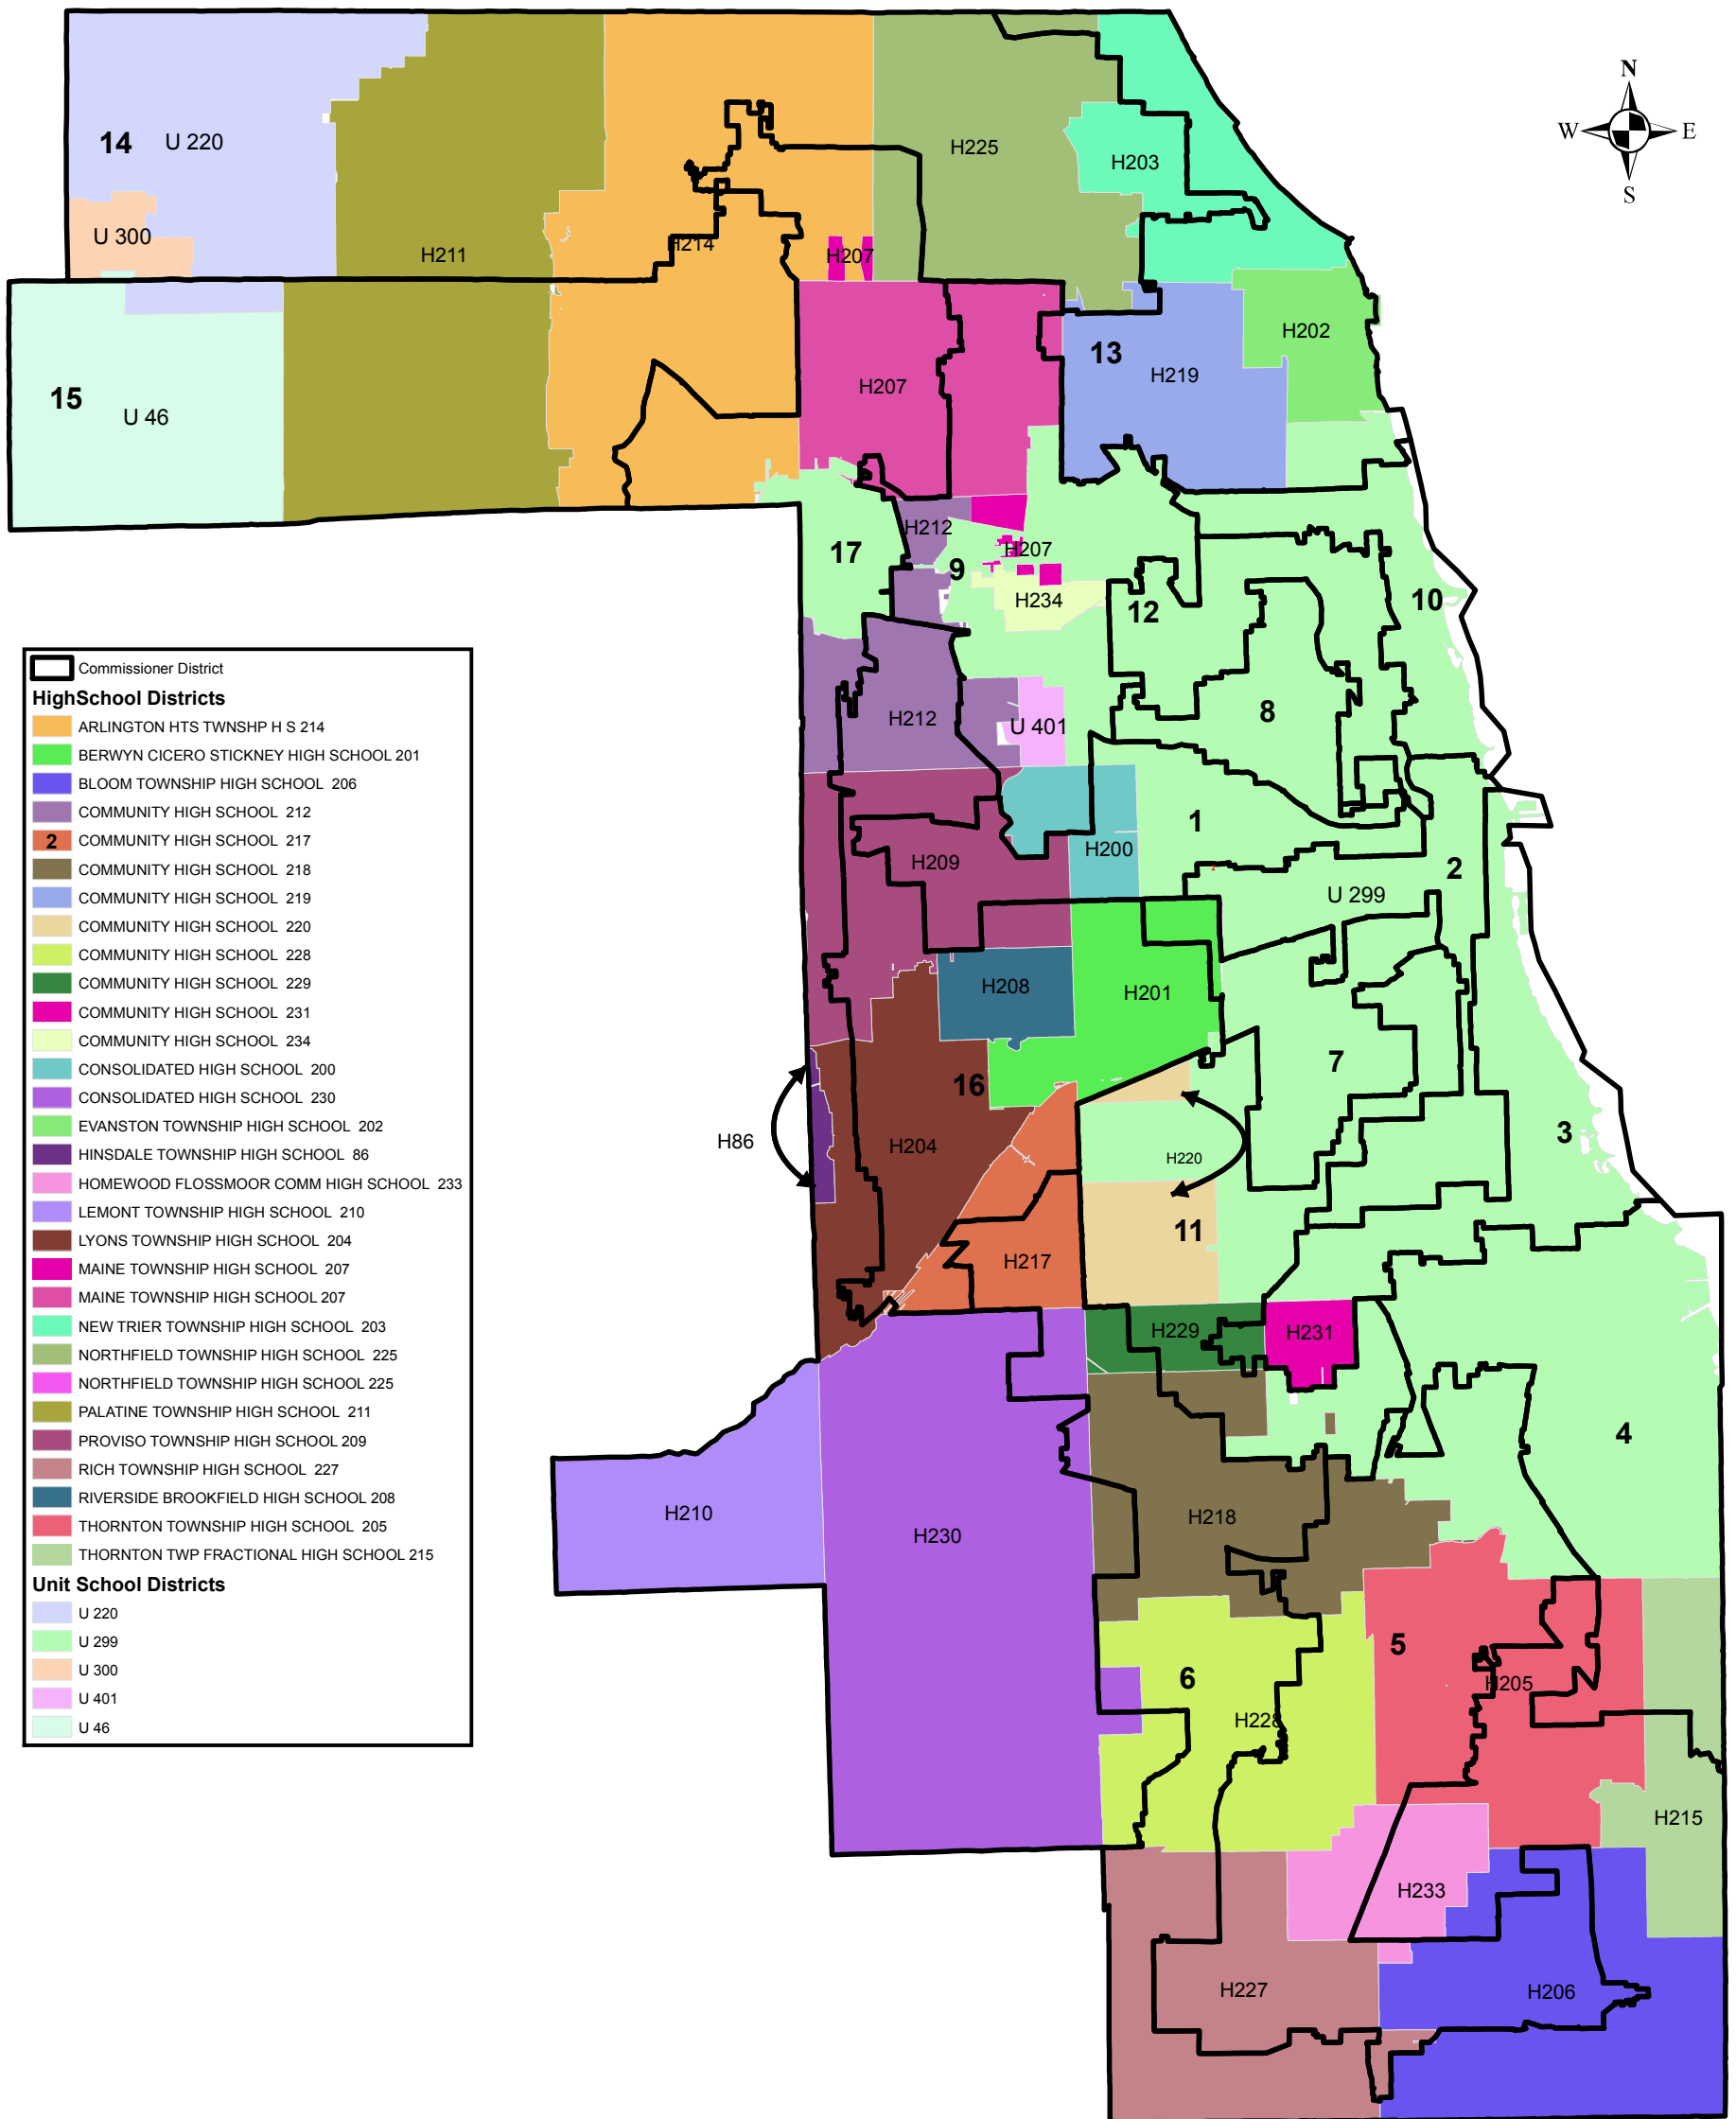 N
W E
S
14 U 220
H225
H203
U 300
H211
H214
H207
15 U 46
H207
13
H219
H202
17
H212
9
H207
H234
12
10
H212
U 401
8
1
H209
H200
2
2
U 299
H208
H201
7
16
3
H86
H204
H220
11
H217
H229
H231
4
H210
H230
H218
5
6
H205
H228
H215
H233
H227
H206
Commissioner District
HighSchool Districts
ARLINGTON HTS TWNSHP H S 214
BERWYN CICERO STICKNEY HIGH SCHOOL 201
BLOOM TOWNSHIP HIGH SCHOOL 206
COMMUNITY HIGH SCHOOL 212
2 COMMUNITY HIGH SCHOOL 217
COMMUNITY HIGH SCHOOL 218
COMMUNITY HIGH SCHOOL 219
COMMUNITY HIGH SCHOOL 220
COMMUNITY HIGH SCHOOL 228
COMMUNITY HIGH SCHOOL 229
COMMUNITY HIGH SCHOOL 231
COMMUNITY HIGH SCHOOL 234
CONSOLIDATED HIGH SCHOOL 200
CONSOLIDATED HIGH SCHOOL 230
EVANSTON TOWNSHIP HIGH SCHOOL 202
HINSDALE TOWNSHIP HIGH SCHOOL 86
HOMEWOOD FLOSSMOOR COMM HIGH SCHOOL 233
LEMONT TOWNSHIP HIGH SCHOOL 210
LYONS TOWNSHIP HIGH SCHOOL 204
MAINE TOWNSHIP HIGH SCHOOL 207
MAINE TOWNSHIP HIGH SCHOOL 207
NEW TRIER TOWNSHIP HIGH SCHOOL 203
NORTHFIELD TOWNSHIP HIGH SCHOOL 225
NORTHFIELD TOWNSHIP HIGH SCHOOL 225
PALATINE TOWNSHIP HIGH SCHOOL 211
PROVISO TOWNSHIP HIGH SCHOOL 209
RICH TOWNSHIP HIGH SCHOOL 227
RIVERSIDE BROOKFIELD HIGH SCHOOL 208
THORNTON TOWNSHIP HIGH SCHOOL 205
THORNTON TWP FRACTIONAL HIGH SCHOOL 215
Unit School Districts
U 220
U 299
U 300
U 401
U 46